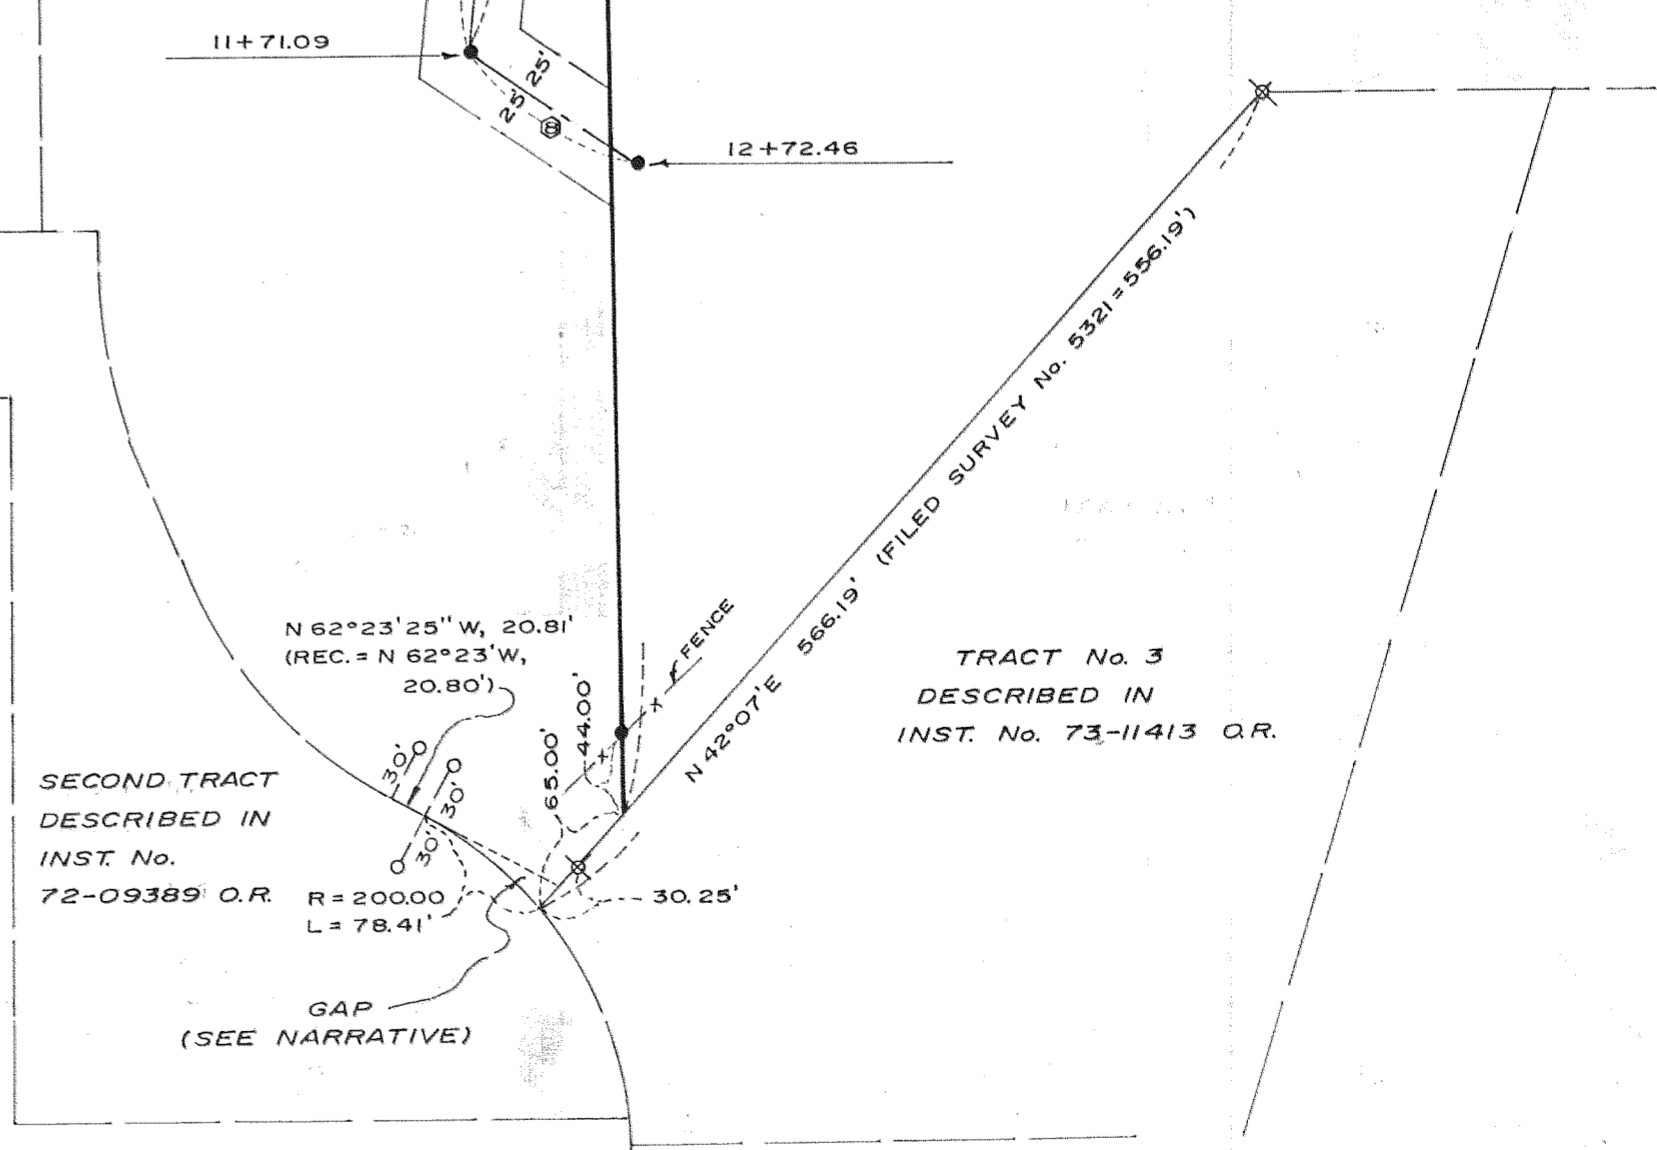 11+71.09
25'
25'
8
12+72.46
N 42°07'E 566.19' (FILED SURVEY No. 5321 = 556.19')
N 62°23'25" W, 20.81'
(REC. = N 62°23'W,
20.80')
FENCE
44.00'
65.00'
30'
30'
30'
TRACT No. 3
DESCRIBED IN
INST. No. 73-11413 O.R.
SECOND TRACT
DESCRIBED IN
INST. No.
72-09389 O.R.
R = 200.00
L = 78.41'
30.25'
GAP
(SEE NARRATIVE)